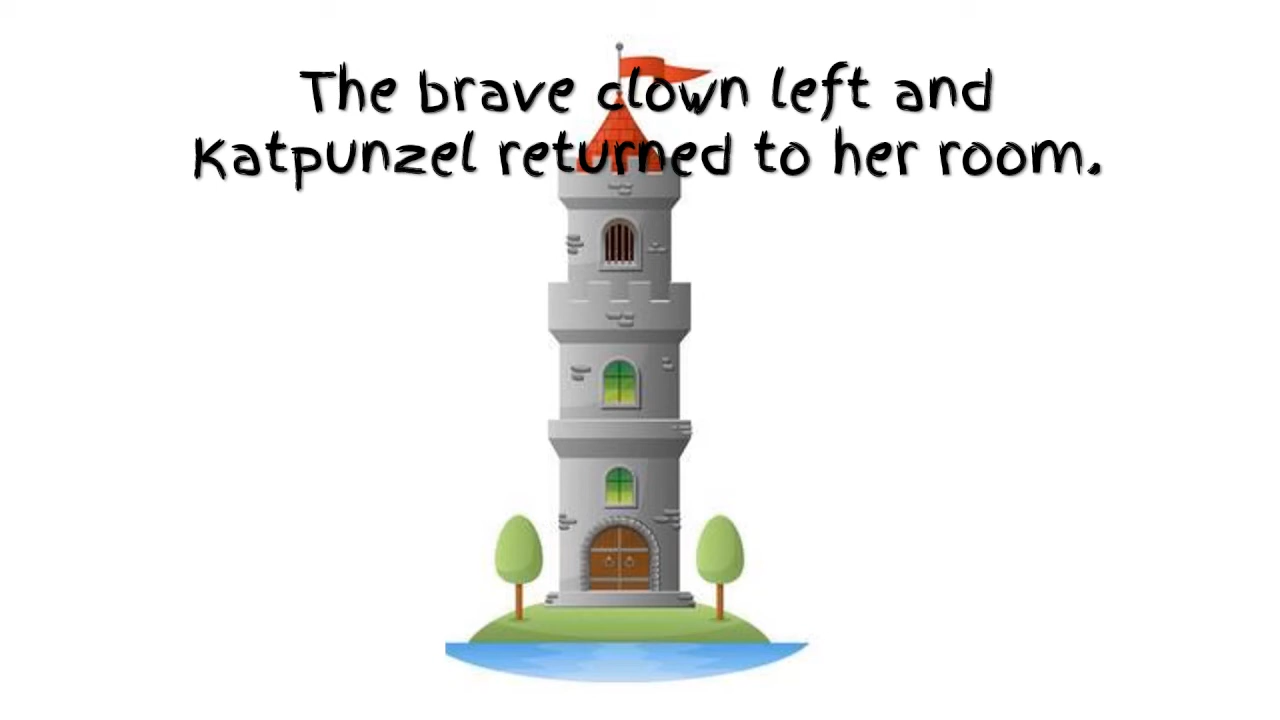 The brave clown left and
Katpunzel returned to her room.